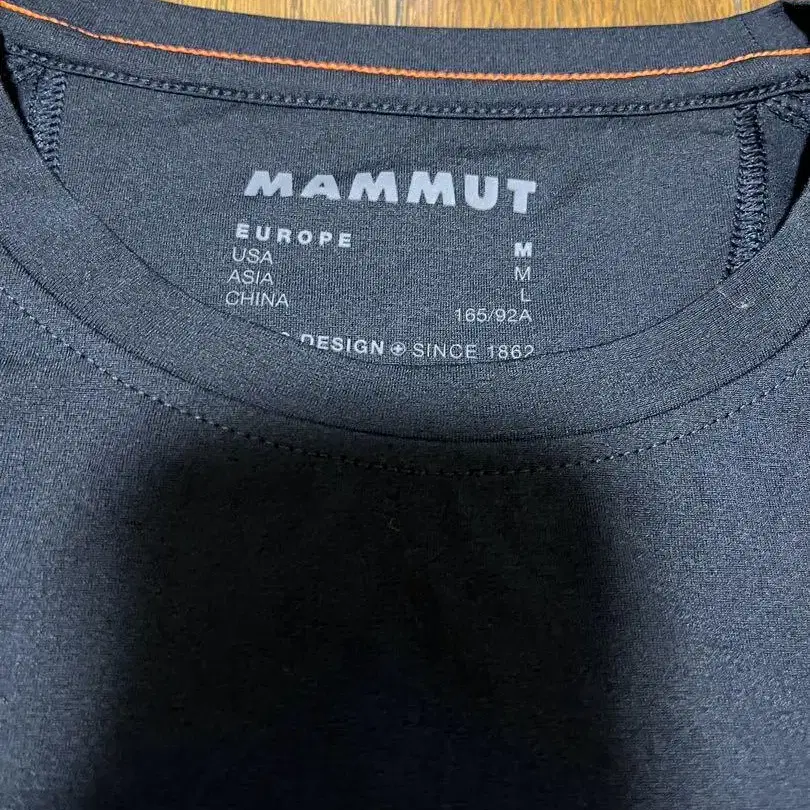 MAMMUT
EUROPE M
USA M
ASIA L
CHINA 165/92A
DESIGN SINCE 1862